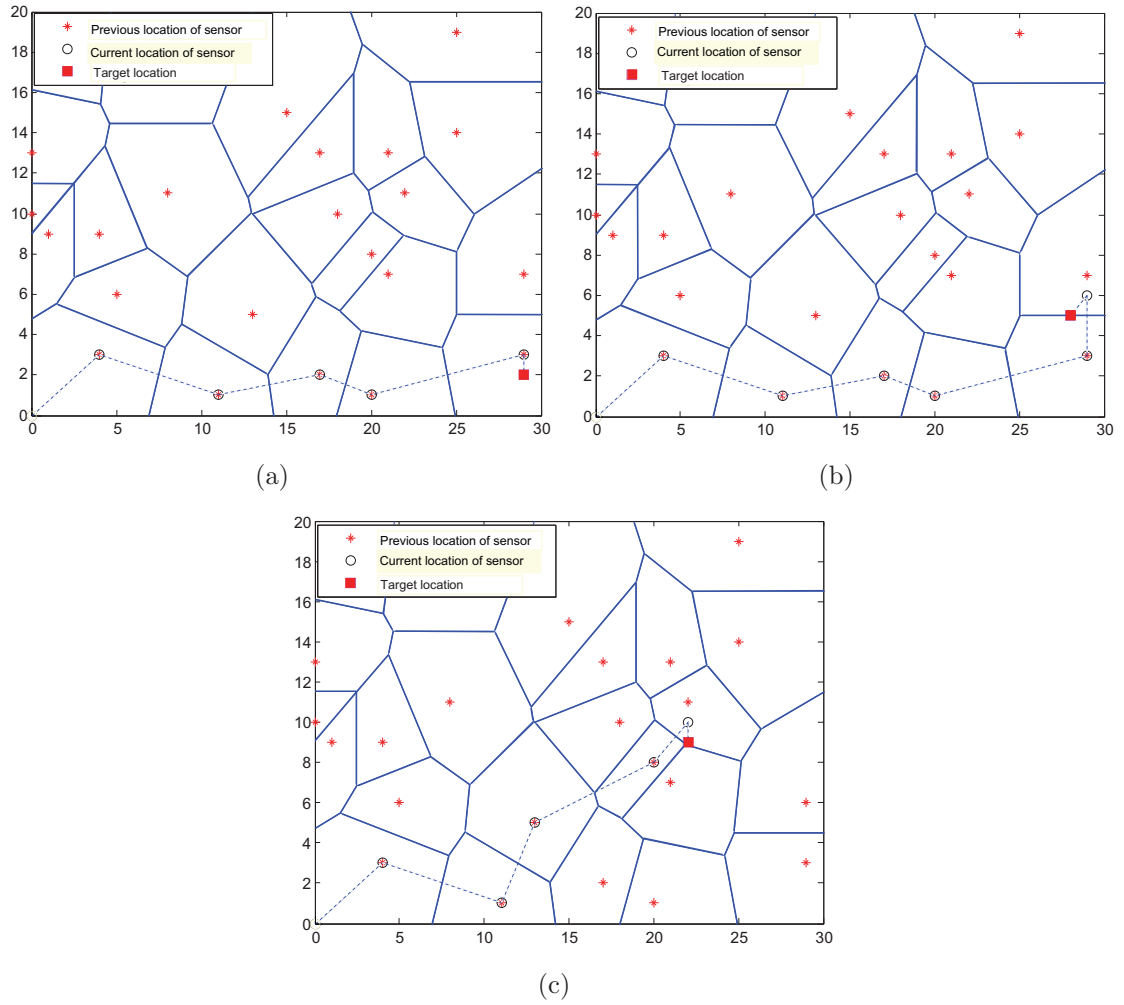 20
18
16
14
12
10
8
6
4
2
0
0 5 10 15 20 25 30
Previous location of sensor
Current location of sensor
Target location
(a)
20
18
16
14
12
10
8
6
4
2
0
0 5 10 15 20 25 30
Previous location of sensor
Current location of sensor
Target location
(b)
20
18
16
14
12
10
8
6
4
2
0
0 5 10 15 20 25 30
Previous location of sensor
Current location of sensor
Target location
(c)